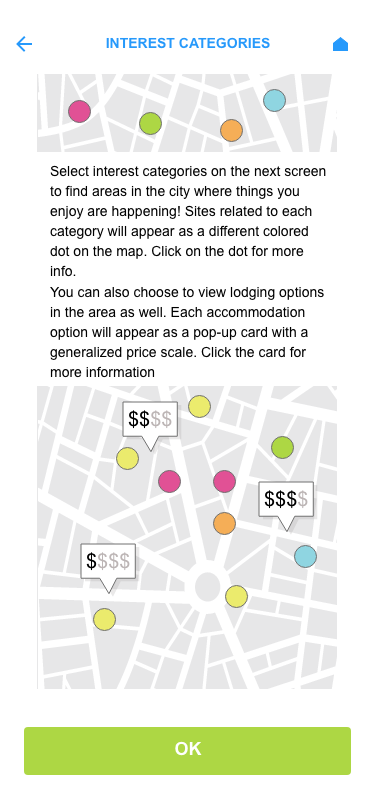 INTEREST CATEGORIES
Select interest categories on the next screen
to find areas in the city where things you
enjoy are happening! Sites related to each
category will appear as a different colored
dot on the map. Click on the dot for more
info.
You can also choose to view lodging options
in the area as well. Each accommodation
option will appear as a pop-up card with a
generalized price scale. Click the card for
more information
$$$$
$$$$
$$$$
OK